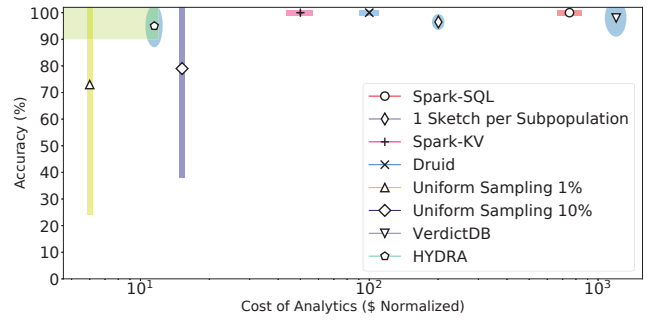 100
90
80
70
60
50
40
30
20
10
0
Accuracy (%)
Spark-SQL
1 Sketch per Subpopulation
Spark-KV
Druid
Uniform Sampling 1%
Uniform Sampling 10%
VerdictDB
HYDRA
10¹ 10² 10³
Cost of Analytics ($ Normalized)